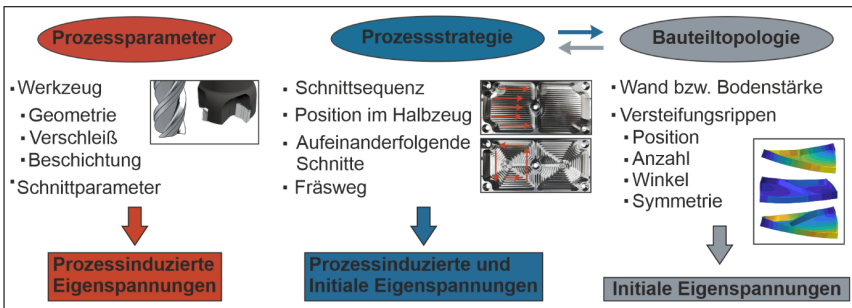 Prozessparameter
Werkzeug
Geometrie
Verschleiß
Beschichtung
Schnittparameter
Prozessinduzierte
Eigenspannungen
Prozessstrategie
Schnittsequenz
Position im Halbzeug
Aufeinanderfolgende
Schnitte
Fräsweg
Prozessinduzierte und
Initiale Eigenspannungen
Bauteiltopologie
Wand bzw. Bodenstärke
Versteifungsrippen
Position
Anzahl
Winkel
Symmetrie
Initiale Eigenspannungen